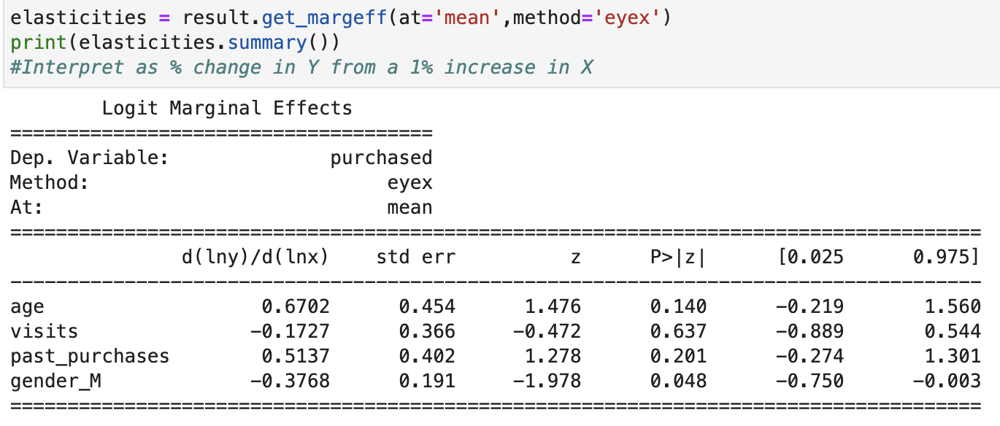 elasticities = result.get_margeff(at='mean',method='eyex')
print(elasticities.summary())
#Interpret as % change in Y from a 1% increase in X
Logit Marginal Effects
=====================================
Dep. Variable: purchased
Method: eyex
At: mean
=====================================================================================
d(lny)/d(lnx) std err z P>|z| [0.025 0.975]
-------------------------------------------------------------------------------------
age 0.6702 0.454 1.476 0.140 -0.219 1.560
visits -0.1727 0.366 -0.472 0.637 -0.889 0.544
past_purchases 0.5137 0.402 1.278 0.201 -0.274 1.301
gender_M -0.3768 0.191 -1.978 0.048 -0.750 -0.003
=====================================================================================